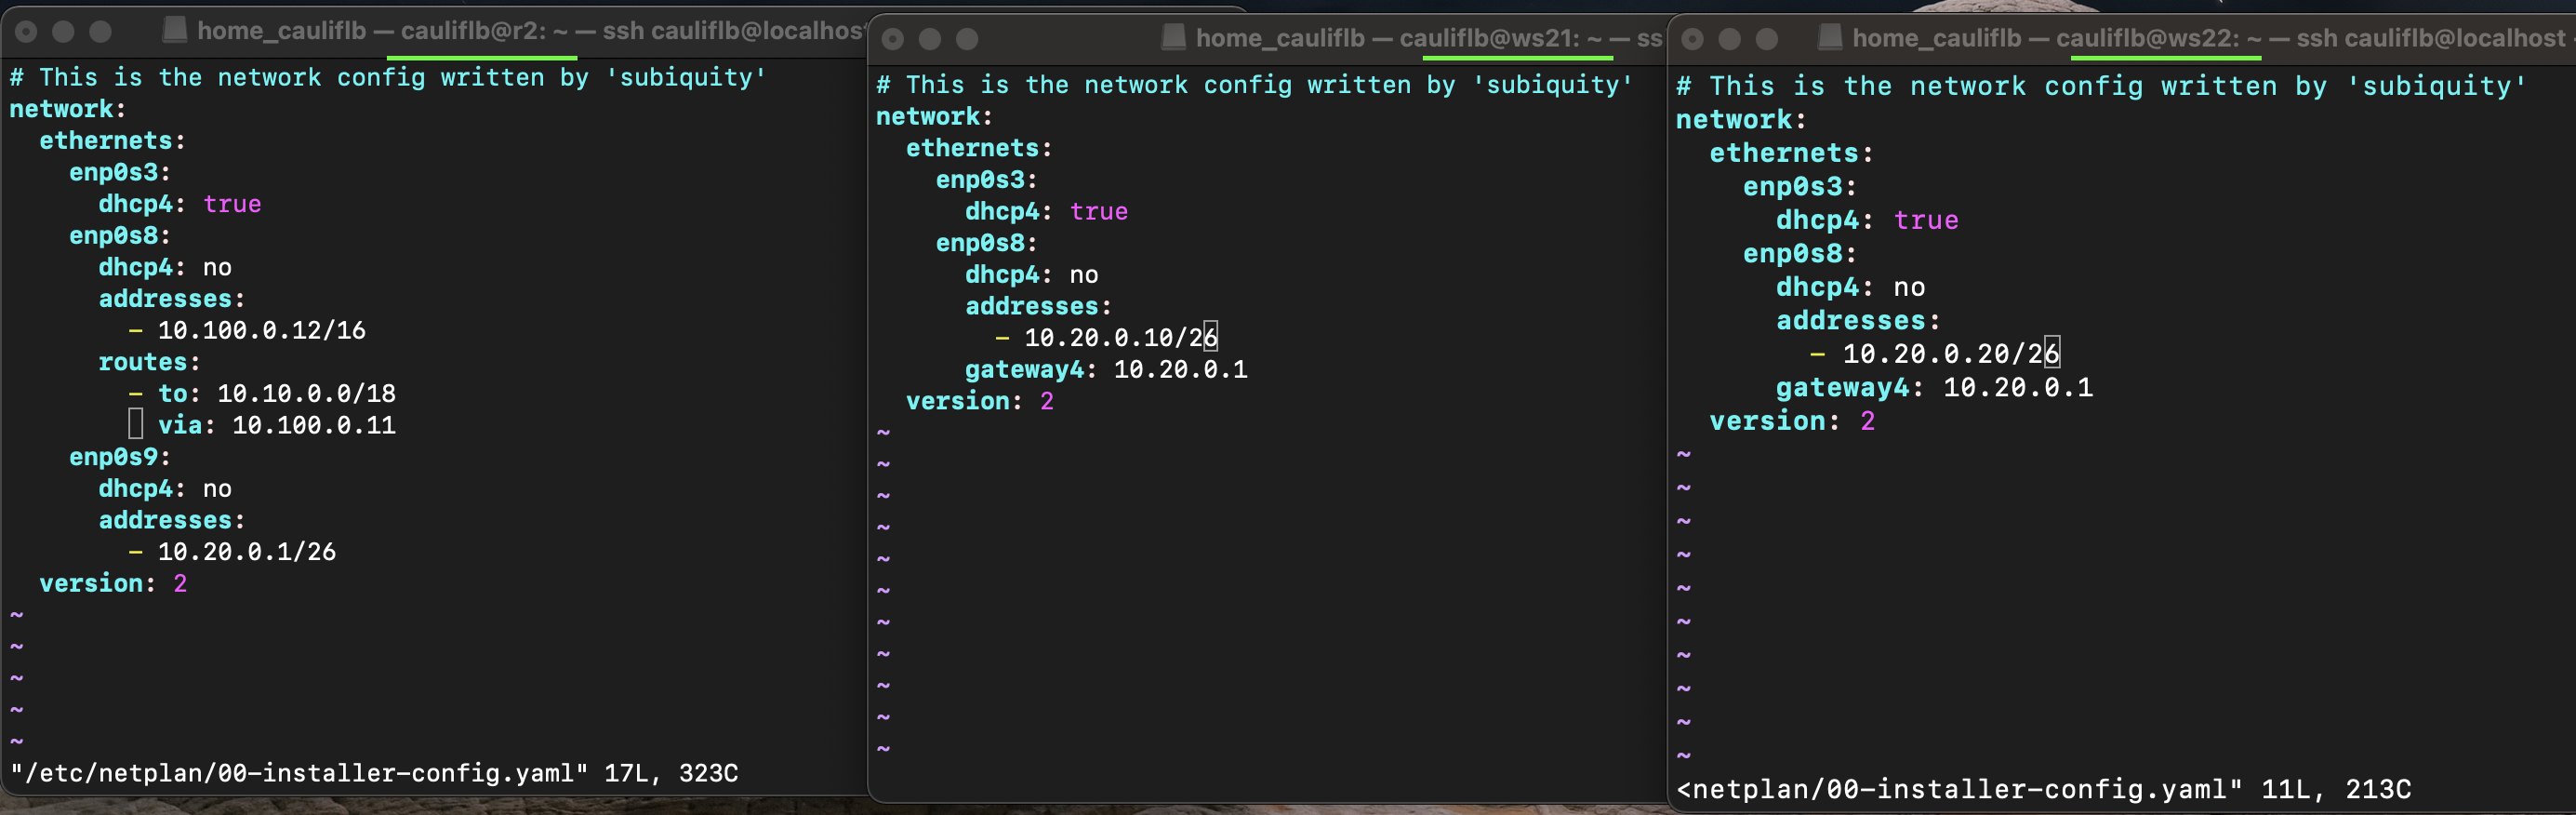 home_cauliflb — cauliflb@r2: ~ — ssh cauliflb@localhost
# This is the network config written by 'subiquity'
network:
  ethernets:
    enp0s3:
      dhcp4: true
    enp0s8:
      dhcp4: no
      addresses:
        - 10.100.0.12/16
      routes:
        - to: 10.10.0.0/18
          via: 10.100.0.11
    enp0s9:
      dhcp4: no
      addresses:
        - 10.20.0.1/26
  version: 2
~
~
~
~
~
"/etc/netplan/00-installer-config.yaml" 17L, 323C
home_cauliflb — cauliflb@ws21: ~ — ss
# This is the network config written by 'subiquity'
network:
  ethernets:
    enp0s3:
      dhcp4: true
    enp0s8:
      dhcp4: no
      addresses:
        - 10.20.0.10/26
      gateway4: 10.20.0.1
  version: 2
~
~
~
~
~
~
~
~
~
~
~
home_cauliflb — cauliflb@ws22: ~ — ssh cauliflb@localhost
# This is the network config written by 'subiquity'
network:
  ethernets:
    enp0s3:
      dhcp4: true
    enp0s8:
      dhcp4: no
      addresses:
        - 10.20.0.20/26
      gateway4: 10.20.0.1
  version: 2
~
~
~
~
~
~
~
~
~
~
<netplan/00-installer-config.yaml" 11L, 213C